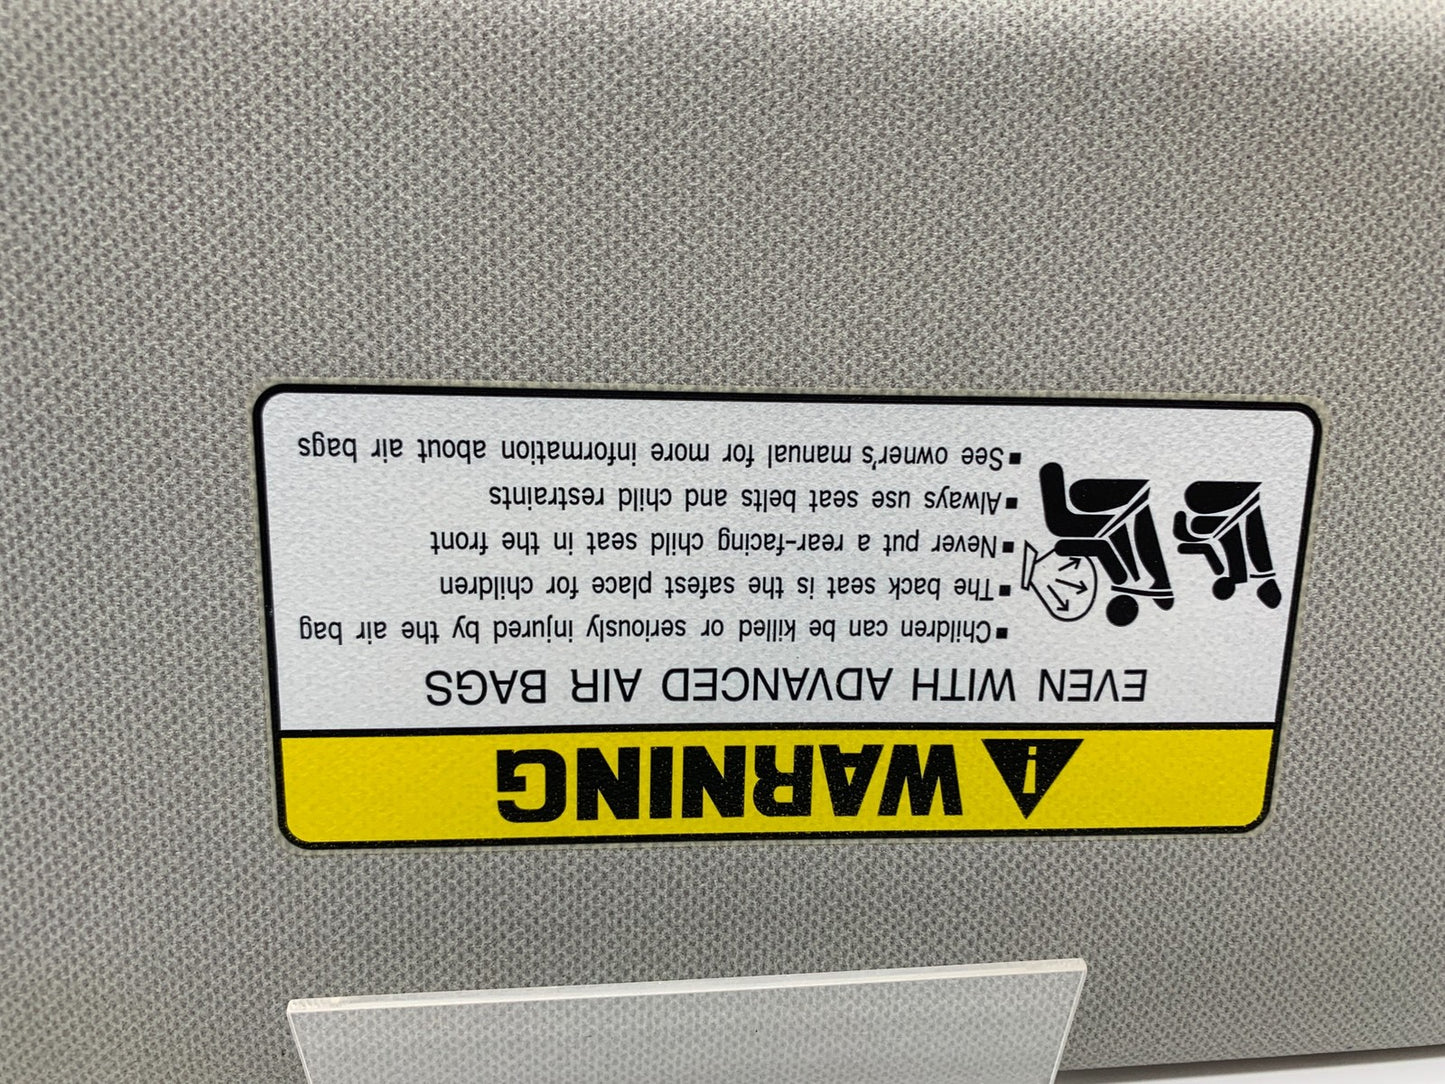 WARNING
EVEN WITH ADVANCED AIR BAGS
▪Children can be killed or seriously injured by the air bag
▪The back seat is the safest place for children
▪Never put a rear-facing child seat in the front
▪Always use seat belts and child restraints
▪See owner's manual for more information about air bags